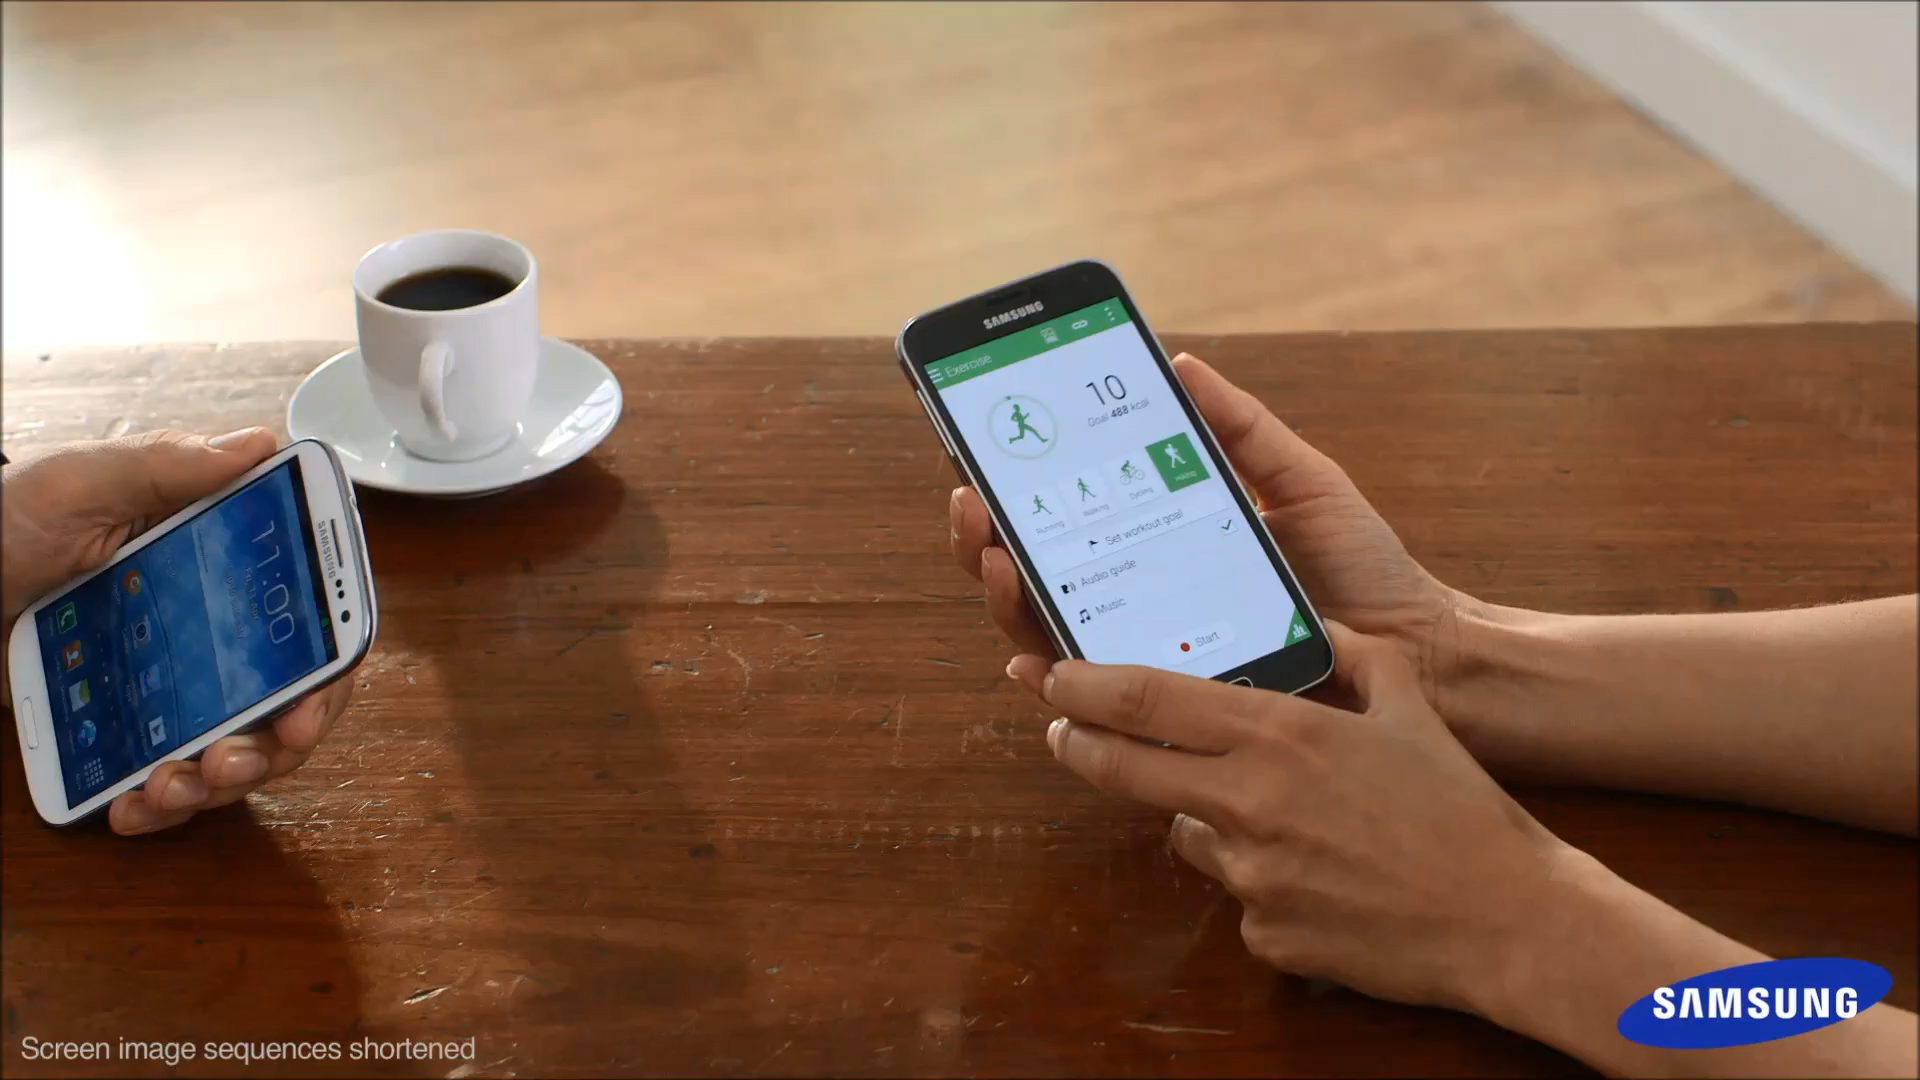 SAMSUNG
Exercise
10
Goal 488 kcal
Running
Walking
Cycling
Hiking
Set workout goal
Audio guide
Music
Start
SAMSUNG
11:00
Screen image sequences shortened
SAMSUNG